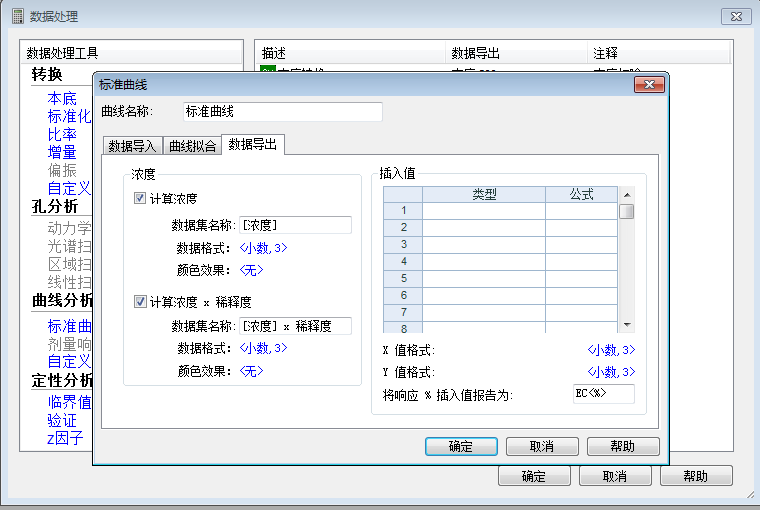 数据处理
数据处理工具
描述
数据导出
注释
转换
本底
标准化
比率
增量
偏振
自定义
孔分析
动力学
光谱扫
区域扫
线性扫
曲线分析
标准曲
剂量响
自定义
定性分析
临界值
验证
Z因子
标准曲线
曲线名称:
标准曲线
数据导入
曲线拟合
数据导出
浓度
计算浓度
数据集名称:
[浓度]
数据格式:
<小数,3>
颜色效果:
<无>
计算浓度 x 稀释度
数据集名称:
[浓度] x 稀释度
数据格式:
<小数,3>
颜色效果:
<无>
插入值
类型
公式
1
2
3
4
5
6
7
8
X 值格式:
<小数,3>
Y 值格式:
<小数,3>
将响应 % 插入值报告为:
EC<%>
确定
取消
帮助
确定
取消
帮助